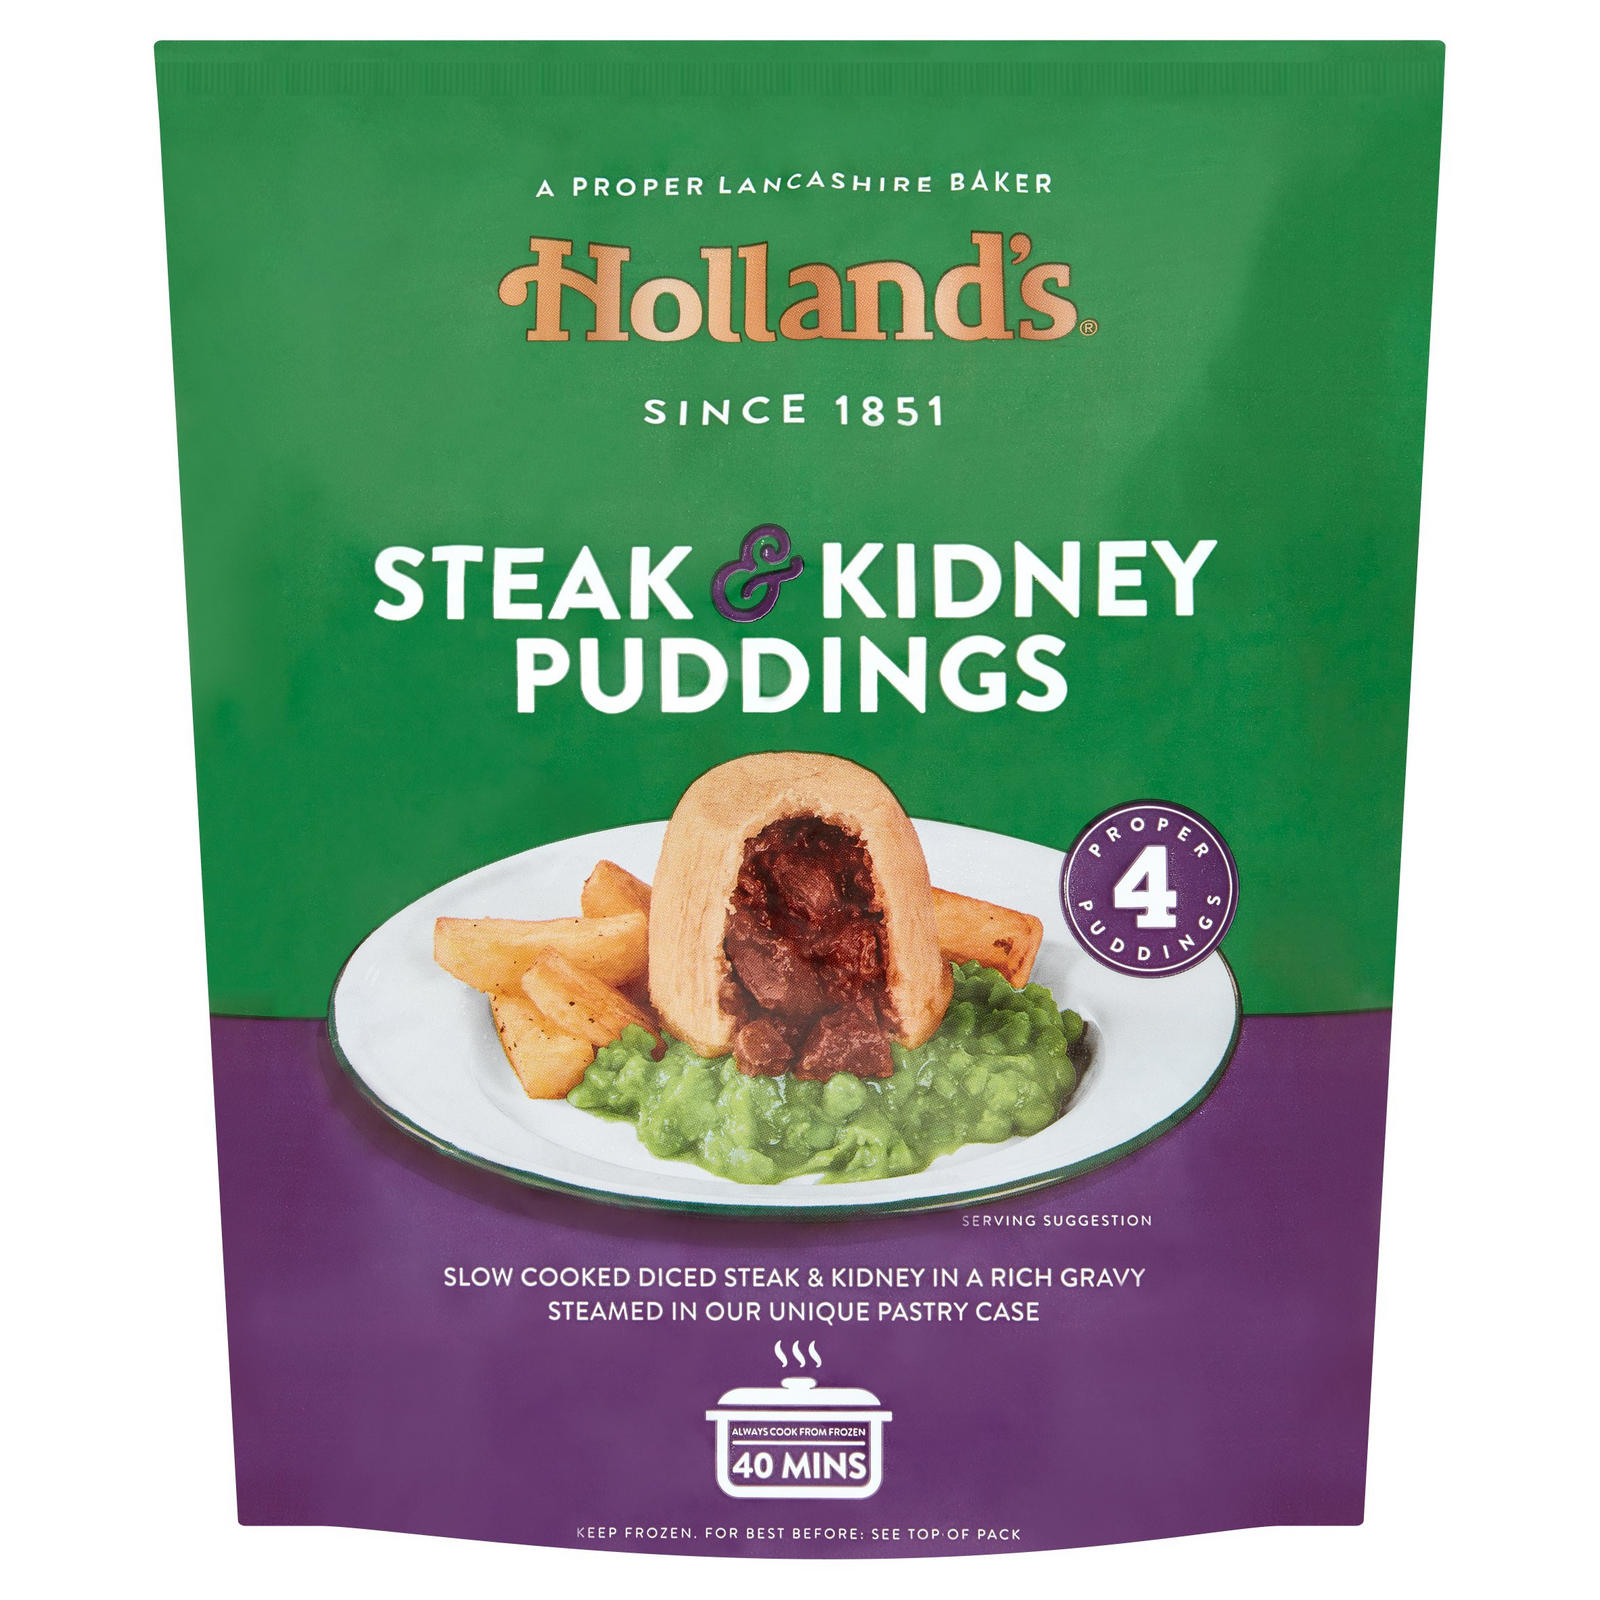 A PROPER LANCASHIRE BAKER
Holland's®
SINCE 1851
STEAK & KIDNEY
PUDDINGS
PROPER
4
PUDDINGS
SERVING SUGGESTION
SLOW COOKED DICED STEAK & KIDNEY IN A RICH GRAVY
STEAMED IN OUR UNIQUE PASTRY CASE
ALWAYS COOK FROM FROZEN
40 MINS
KEEP FROZEN. FOR BEST BEFORE: SEE TOP OF PACK